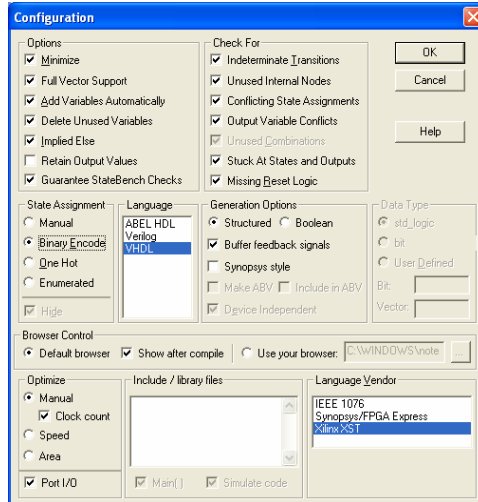 Configuration
Options
Minimize
Full Vector Support
Add Variables Automatically
Delete Unused Variables
Implied Else
Retain Output Values
Guarantee StateBench Checks
Check For
Indeterminate Transitions
Unused Internal Nodes
Conflicting State Assignments
Output Variable Conflicts
Unused Combinations
Stuck At States and Outputs
Missing Reset Logic
OK
Cancel
Help
State Assignment
Manual
Binary Encode
One Hot
Enumerated
Hide
Language
ABEL HDL
Verilog
VHDL
Generation Options
Structured Boolean
Buffer feedback signals
Synopsys style
Make ABV Include in ABV
Device Independent
Data Type
std_logic
bit
User Defined
Bit:
Vector:
Browser Control
Default browser Show after compile Use your browser: C:\WINDOWS\note ...
Optimize
Manual
Clock count
Speed
Area
Port I/O
Include / library files
Main( ) Simulate code
Language Vendor
IEEE 1076
Synopsys/FPGA Express
Xilinx XST